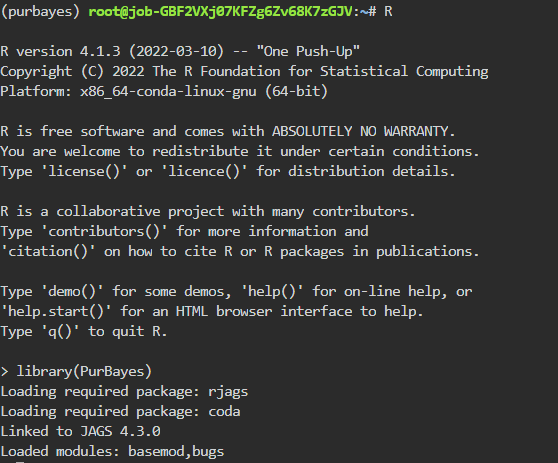 (purbayes) root@job-GBF2VXj07KFZg6Zv68K7zGJV:~# R
R version 4.1.3 (2022-03-10) -- "One Push-Up"
Copyright (C) 2022 The R Foundation for Statistical Computing
Platform: x86_64-conda-linux-gnu (64-bit)
R is free software and comes with ABSOLUTELY NO WARRANTY.
You are welcome to redistribute it under certain conditions.
Type 'license()' or 'licence()' for distribution details.
R is a collaborative project with many contributors.
Type 'contributors()' for more information and
'citation()' on how to cite R or R packages in publications.
Type 'demo()' for some demos, 'help()' for on-line help, or
'help.start()' for an HTML browser interface to help.
Type 'q()' to quit R.
> library(PurBayes)
Loading required package: rjags
Loading required package: coda
Linked to JAGS 4.3.0
Loaded modules: basemod,bugs